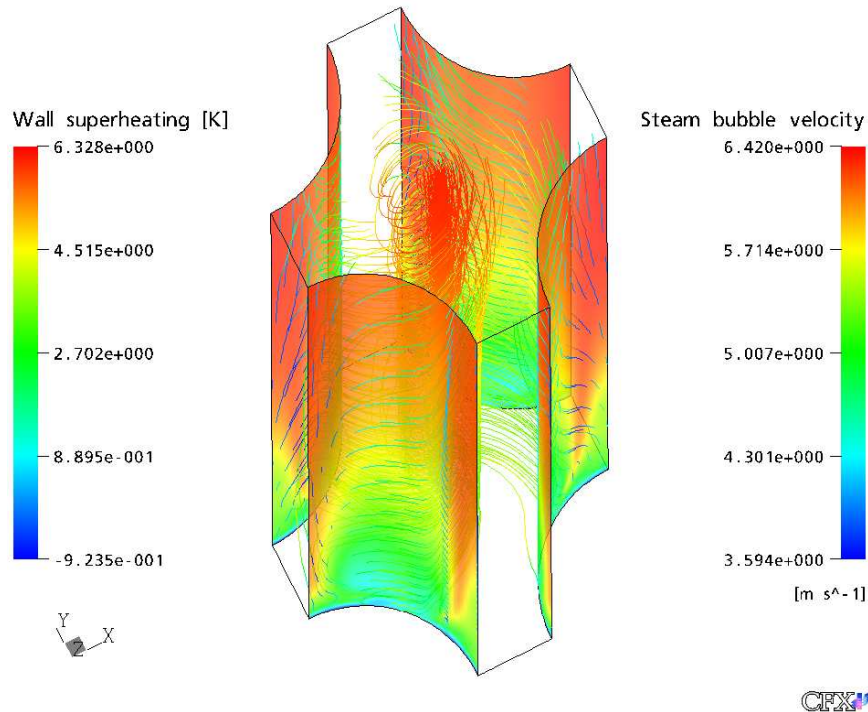 Wall superheating [K]
6.328e+000
4.515e+000
2.702e+000
8.895e-001
-9.235e-001
Steam bubble velocity
6.420e+000
5.714e+000
5.007e+000
4.301e+000
3.594e+000
[m s^-1]
Y
X
Z
CFX